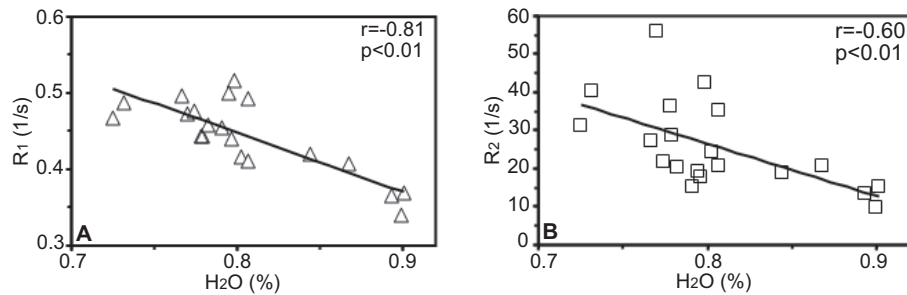 0.6
0.5
0.4
0.3
R1 (1/s)
r=-0.81
p<0.01
A
0.7
0.8
0.9
H2O (%)
60
50
40
30
20
10
0
R2 (1/s)
r=-0.60
p<0.01
B
0.7
0.8
0.9
H2O (%)